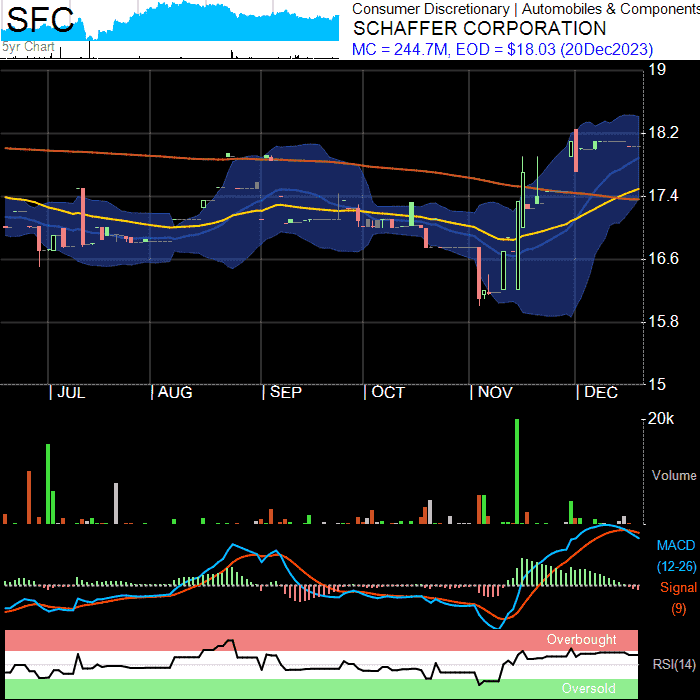 SFC
5yr Chart
Consumer Discretionary | Automobiles & Components
SCHAFFER CORPORATION
MC = 244.7M, EOD = $18.03 (20Dec2023)
19
18.2
17.4
16.6
15.8
15
| JUL | AUG | SEP | OCT | NOV | DEC
20k
Volume
MACD
(12-26)
Signal
(9)
Overbought
RSI(14)
Oversold